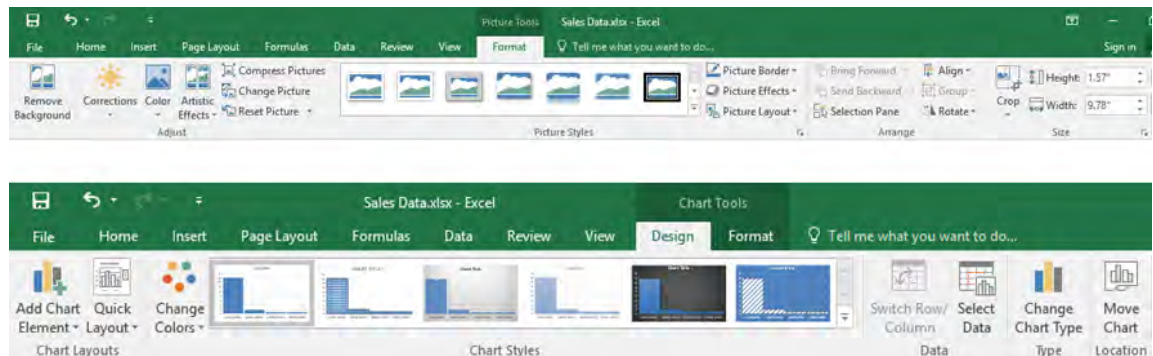 Picture Tools Sales Data.xlsx - Excel
File Home Insert Page Layout Formulas Data Review View Format Tell me what you want to do... Sign in
Compress Pictures Picture Border Bring Forward Align Height: 1.57"
Change Picture Picture Effects Send Backward Group
Remove Background Corrections Color Artistic Effects Reset Picture Picture Layout Selection Pane Rotate Crop Width: 9.78"
Adjust Picture Styles Arrange Size
Sales Data.xlsx - Excel Chart Tools
File Home Insert Page Layout Formulas Data Review View Design Format Tell me what you want to do...
Add Chart Quick Change Switch Row/ Select Change Move
Element Layout Colors Column Data Chart Type Chart
Chart Layouts Chart Styles Data Type Location